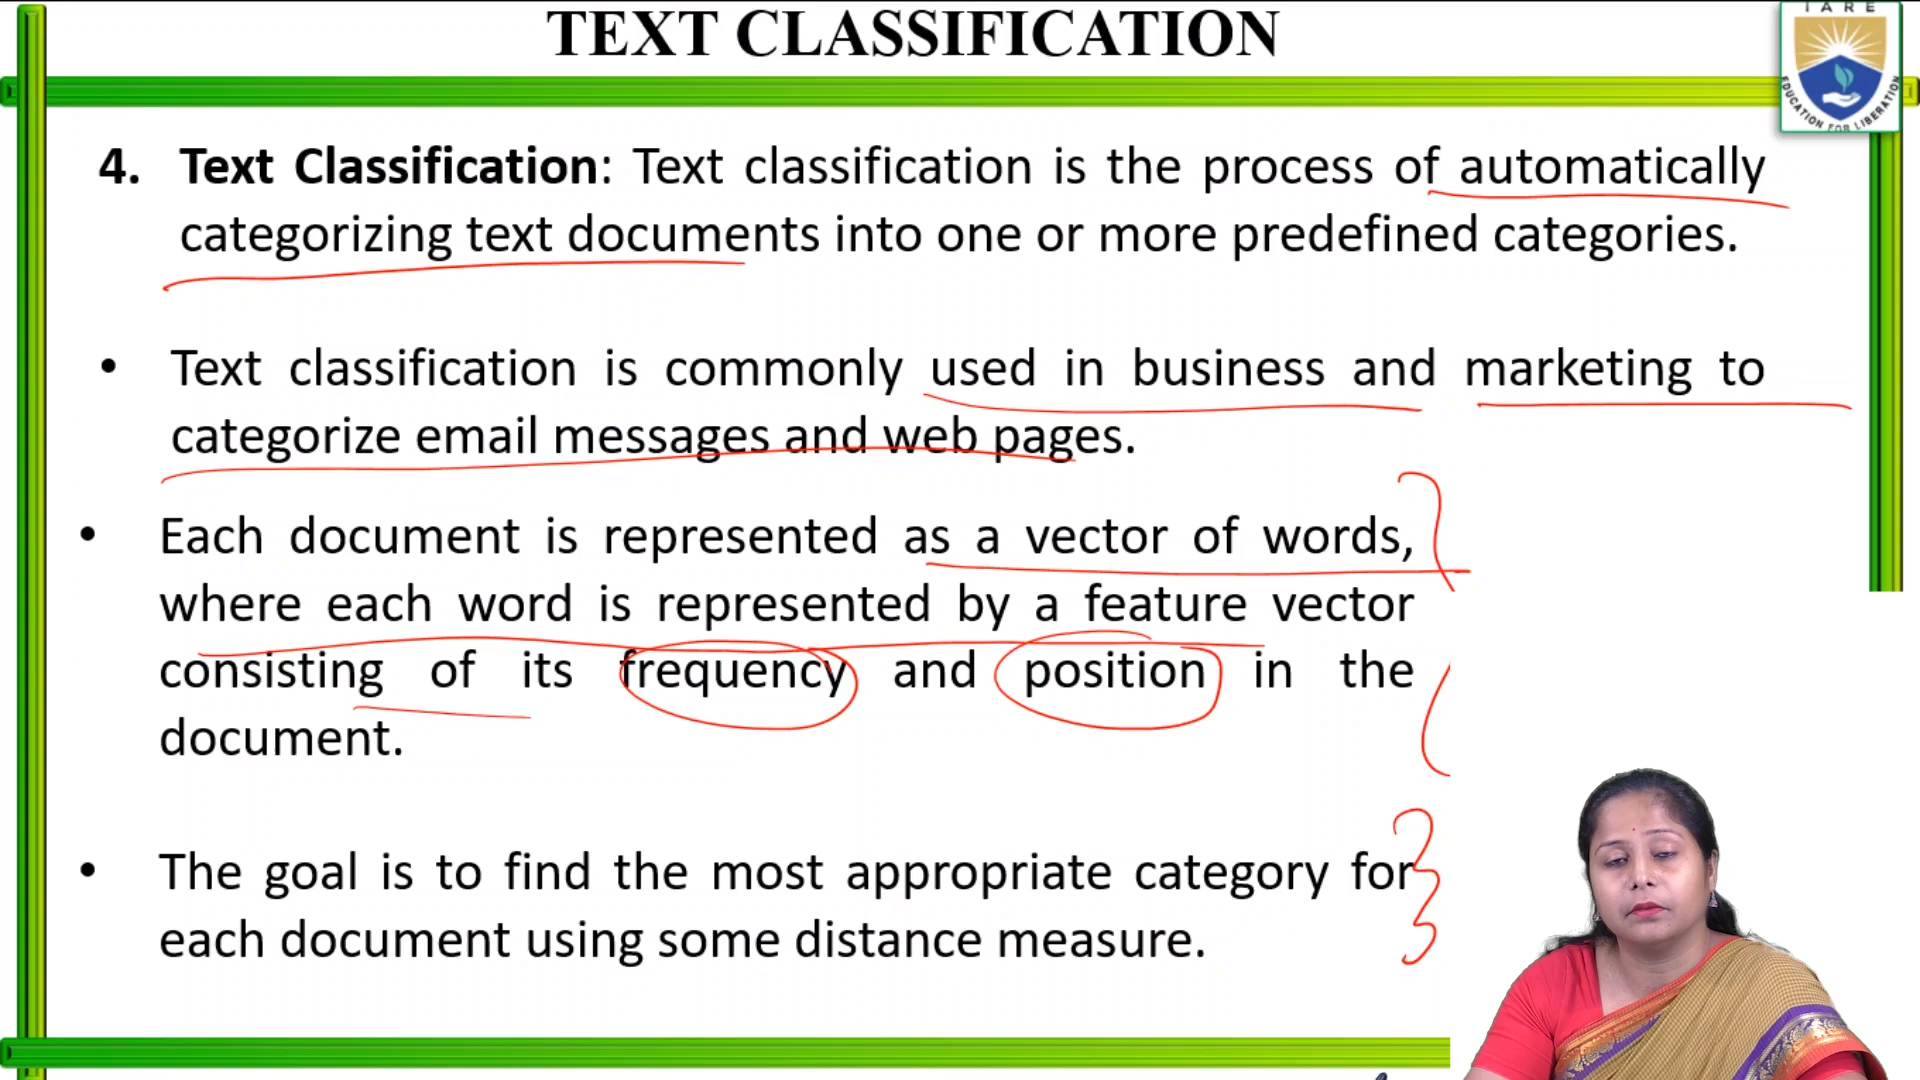 TEXT CLASSIFICATION
IARE
EDUCATION FOR LIBERATION
4. Text Classification: Text classification is the process of automatically
categorizing text documents into one or more predefined categories.
• Text classification is commonly used in business and marketing to
categorize email messages and web pages.
• Each document is represented as a vector of words,
where each word is represented by a feature vector
consisting of its frequency and position in the
document.
• The goal is to find the most appropriate category for
each document using some distance measure.